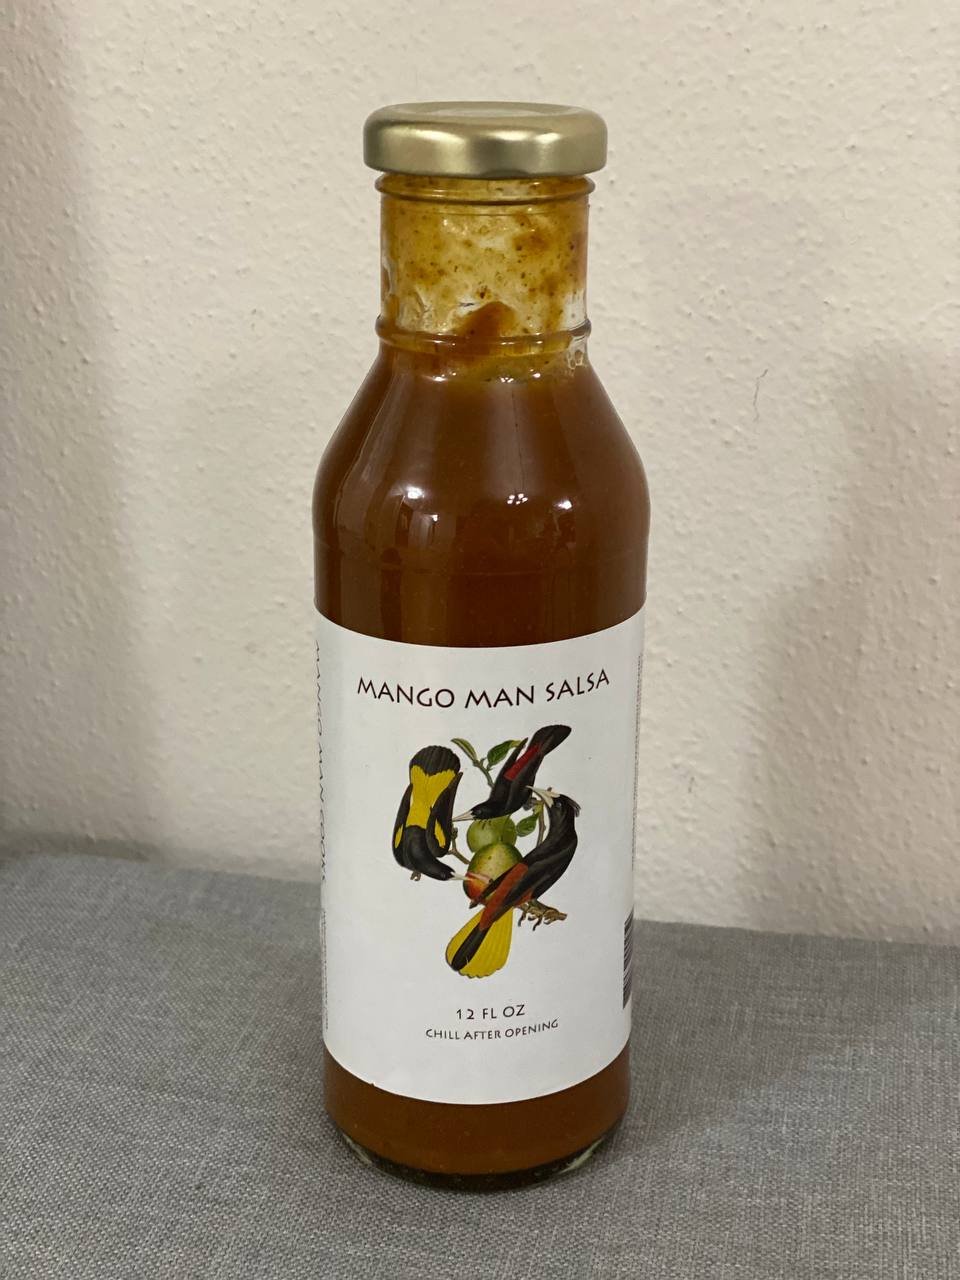 MANGO MAN SALSA
12 FL OZ
CHILL AFTER OPENING